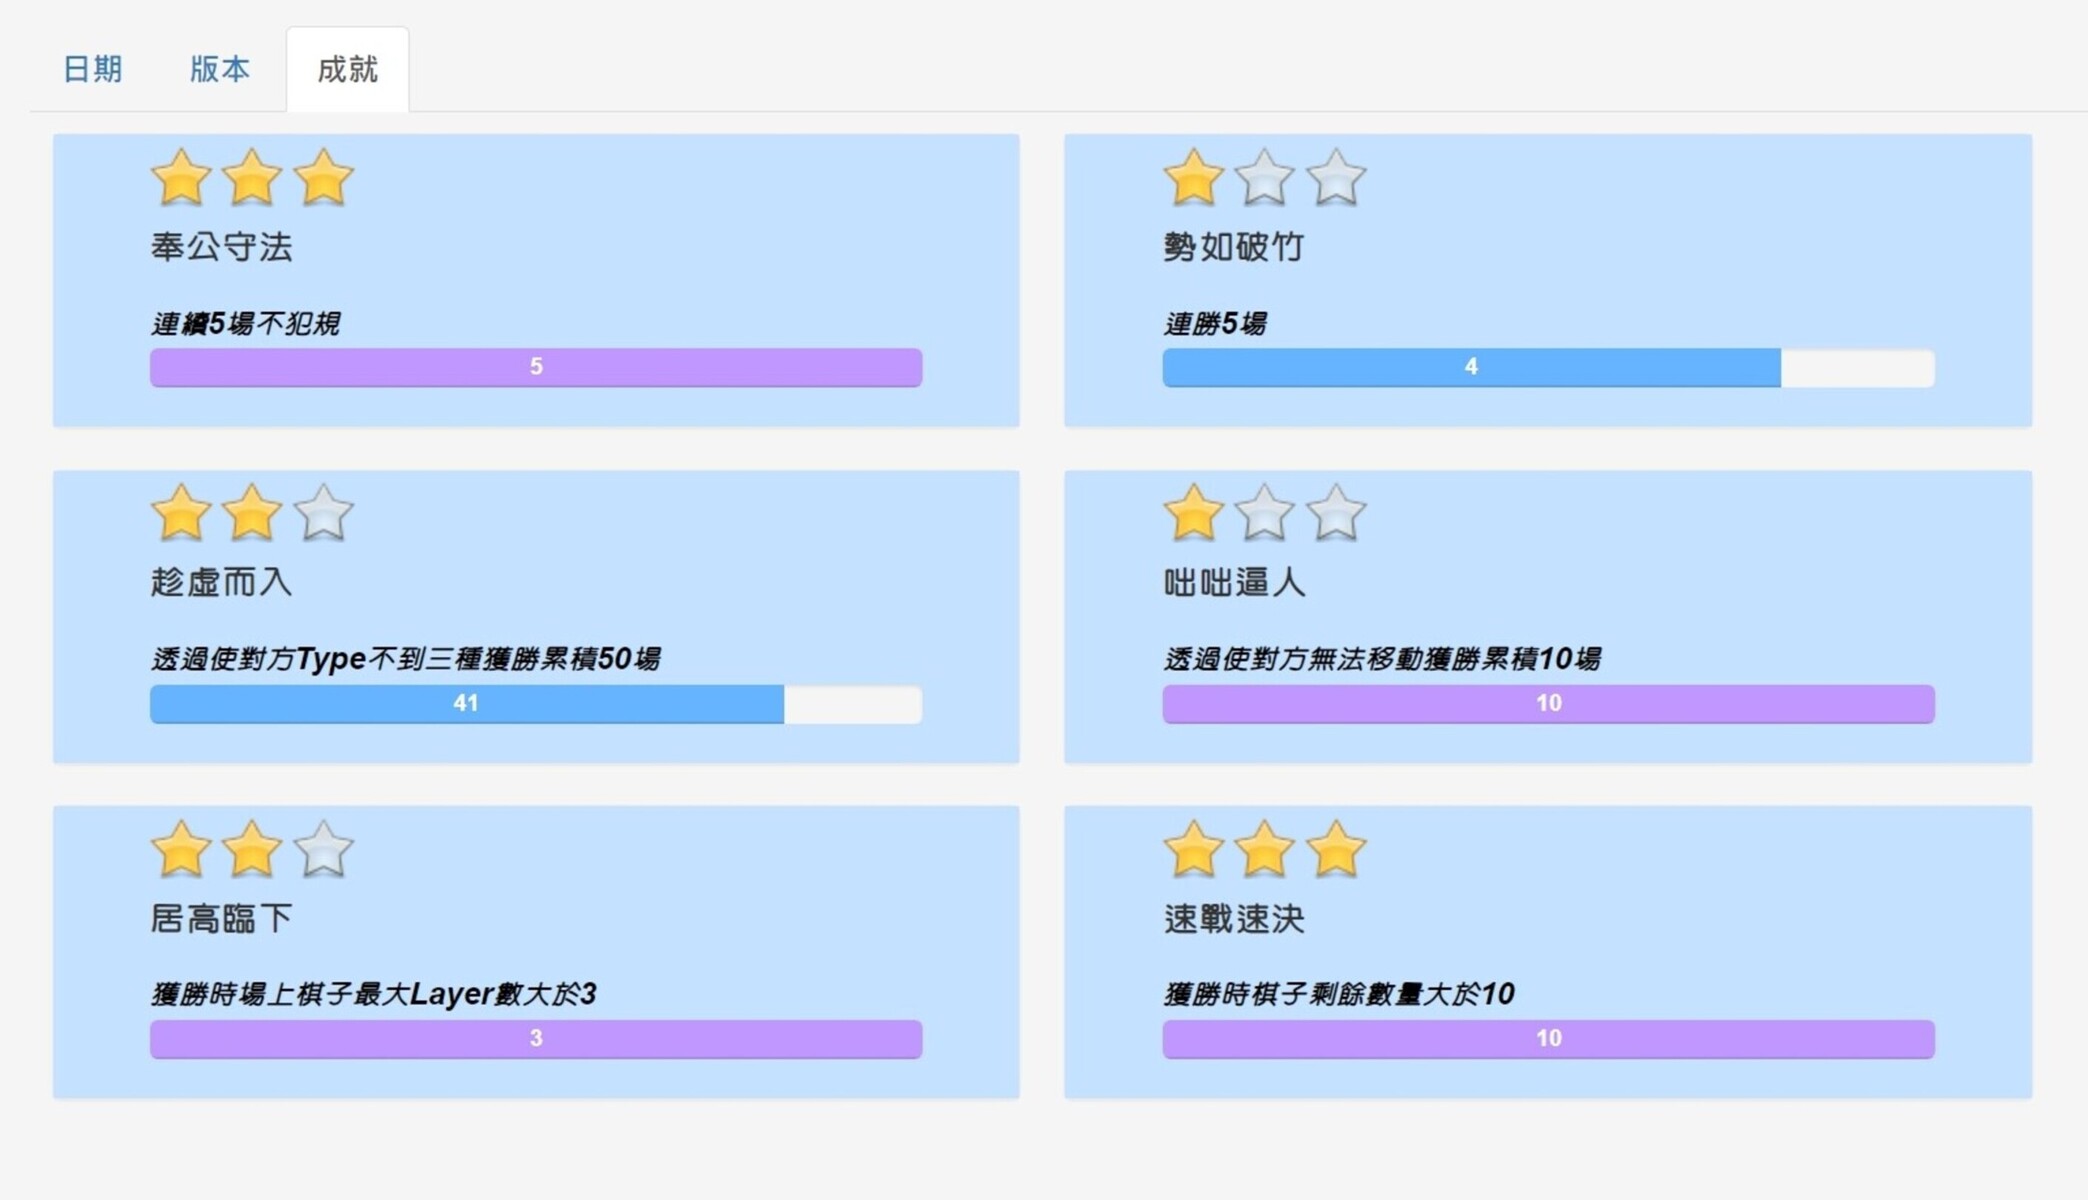 日期
版本
成就
奉公守法
連續5場不犯規
5
勢如破竹
連勝5場
4
趁虛而入
透過使對方Type不到三種獲勝累積50場
41
咄咄逼人
透過使對方無法移動獲勝累積10場
10
居高臨下
獲勝時場上棋子最大Layer數大於3
3
速戰速決
獲勝時棋子剩餘數量大於10
10